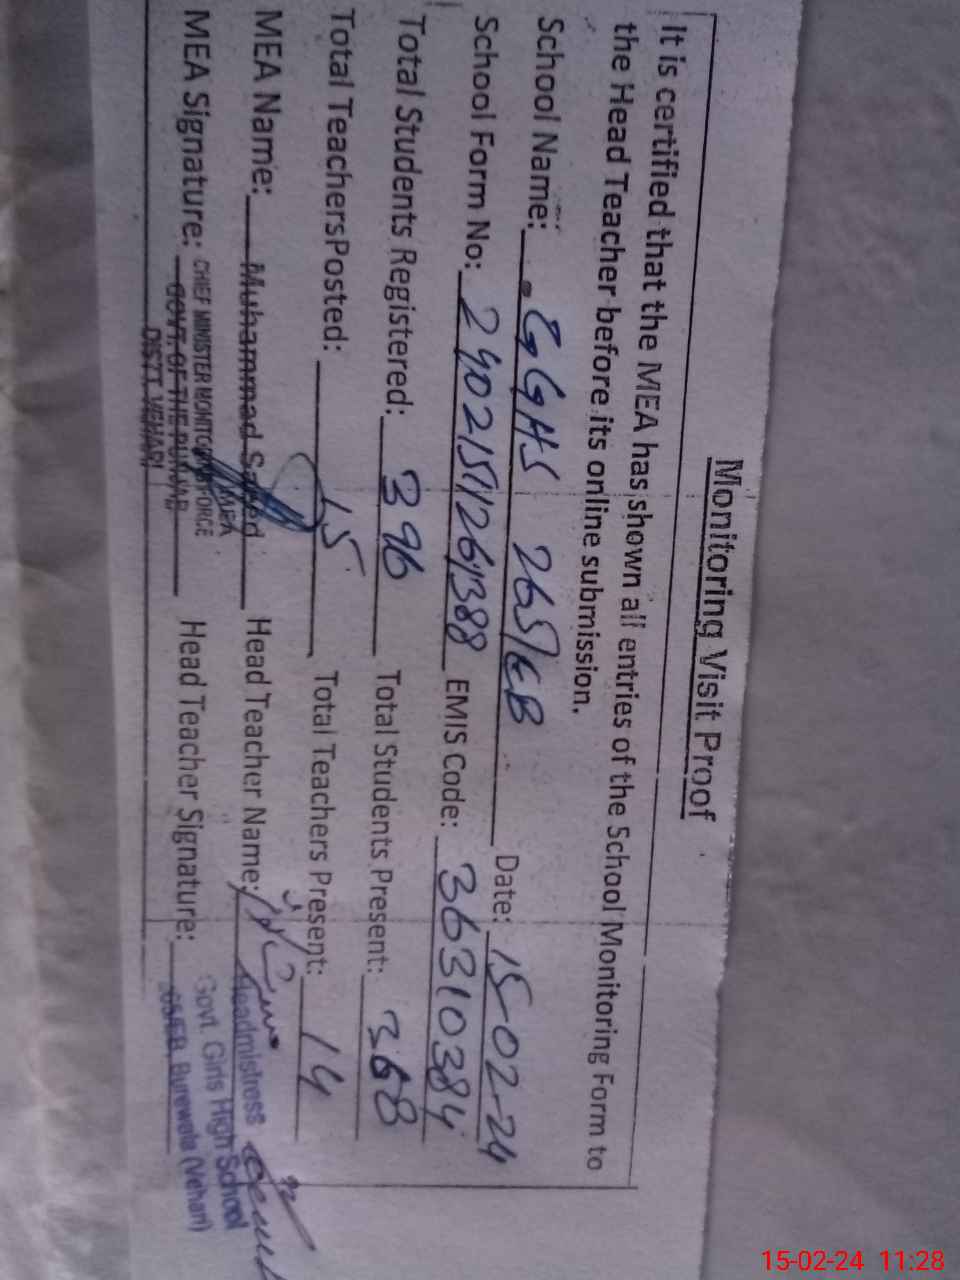 Monitoring Visit Proof
It is certified that the MEA has shown all entries of the School Monitoring Form to
the Head Teacher before its online submission.
School Name: GGHS 265/EB Date: 15-02-24
School Form No: EMIS Code: 36310384
Total Students Registered: 396 Total Students Present: 368
Total TeachersPosted: 15 Total Teachers Present: 14
MEA Name: Muhammad Saeed Head Teacher Name:
MEA Signature: Head Teacher Signature:
MEA
CHIEF MINISTER MONITORING FORCE
GOVT. OF THE PUNJAB
DISTT. VEHARI
Headmistress
Govt. Girls High School
265/EB, Burewala (Vehari)
15-02-24 11:28